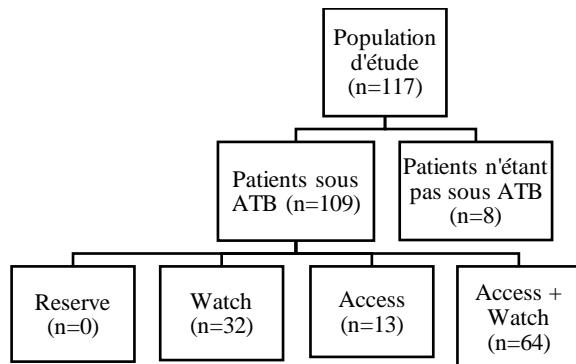 Population
d'étude
(n=117)
Patients sous
ATB (n=109)
Patients n'étant
pas sous ATB
(n=8)
Reserve
(n=0)
Watch
(n=32)
Access
(n=13)
Access +
Watch
(n=64)